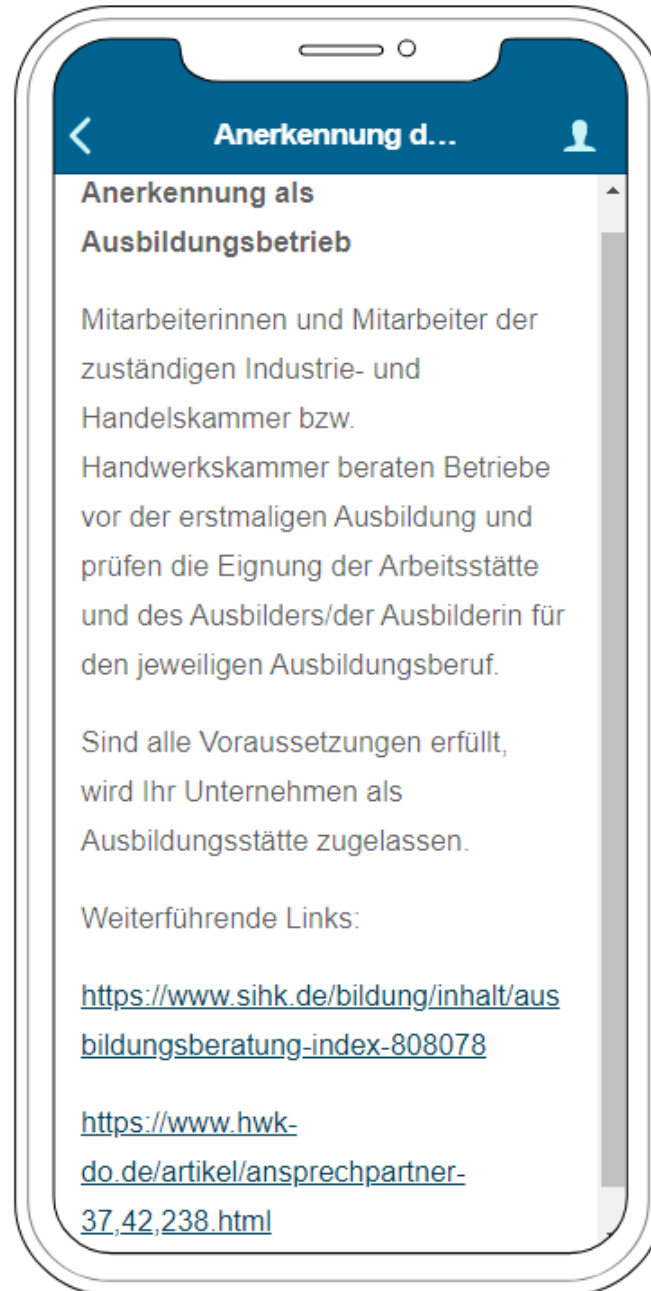 Anerkennung d...
Anerkennung als
Ausbildungsbetrieb
Mitarbeiterinnen und Mitarbeiter der
zuständigen Industrie- und
Handelskammer bzw.
Handwerkskammer beraten Betriebe
vor der erstmaligen Ausbildung und
prüfen die Eignung der Arbeitsstätte
und des Ausbilders/der Ausbilderin für
den jeweiligen Ausbildungsberuf.
Sind alle Voraussetzungen erfüllt,
wird Ihr Unternehmen als
Ausbildungsstätte zugelassen.
Weiterführende Links:
https://www.sihk.de/bildung/inhalt/aus
bildungsberatung-index-808078
https://www.hwk-
do.de/artikel/ansprechpartner-
37,42,238.html